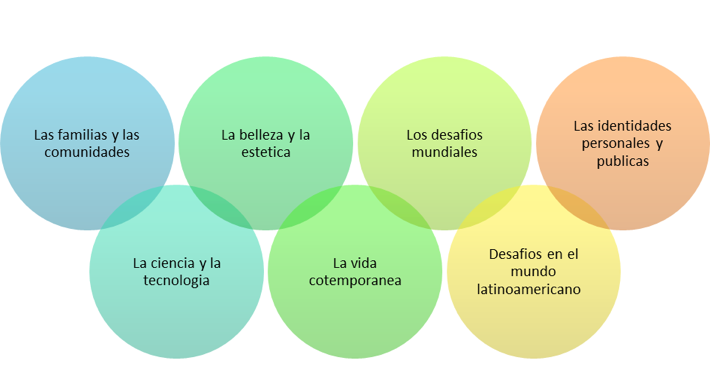 Las familias y las
comunidades
La belleza y la
estetica
Los desafios
mundiales
Las identidades
personales y
publicas
La ciencia y la
tecnologia
La vida
cotemporanea
Desafios en el
mundo
latinoamericano